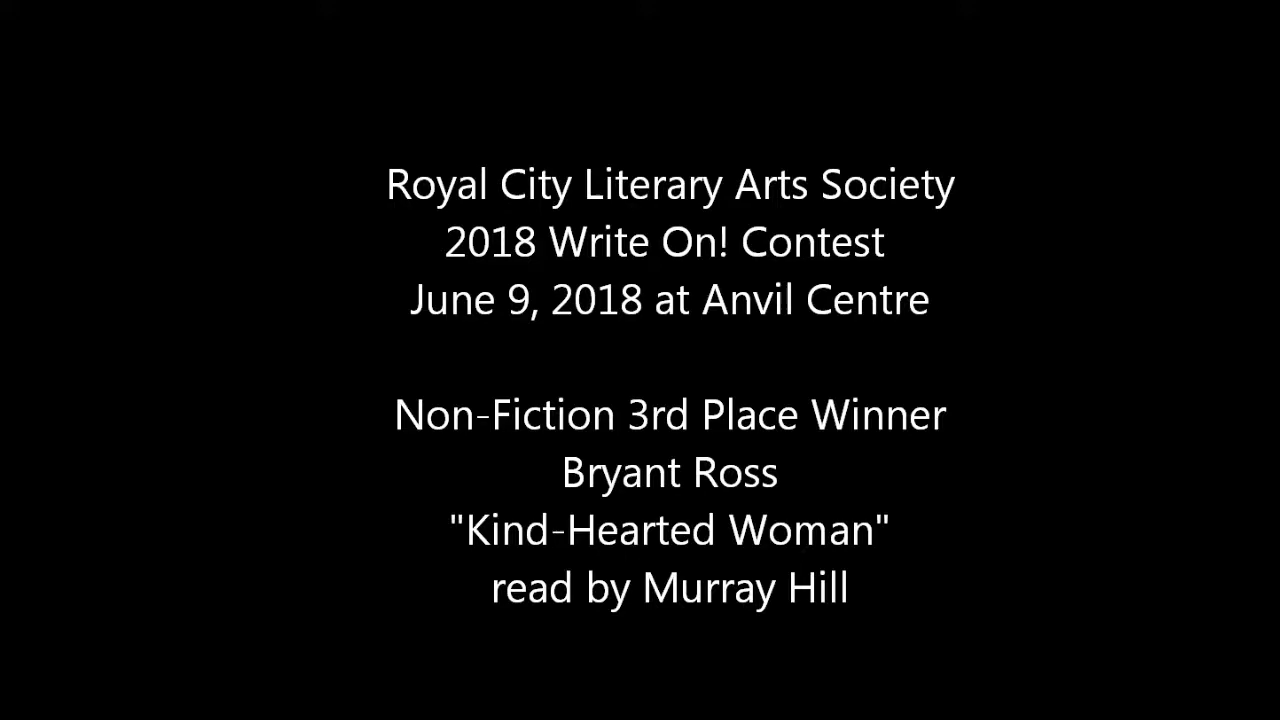 Royal City Literary Arts Society
2018 Write On! Contest
June 9, 2018 at Anvil Centre
Non-Fiction 3rd Place Winner
Bryant Ross
"Kind-Hearted Woman"
read by Murray Hill